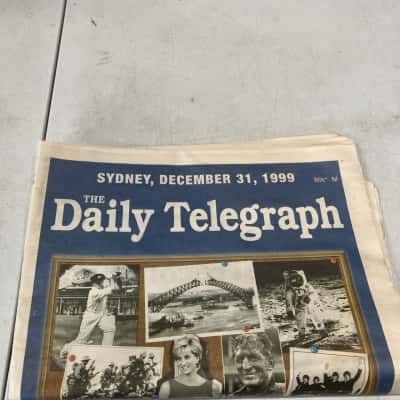 SYDNEY, DECEMBER 31, 1999
THE
Daily Telegraph